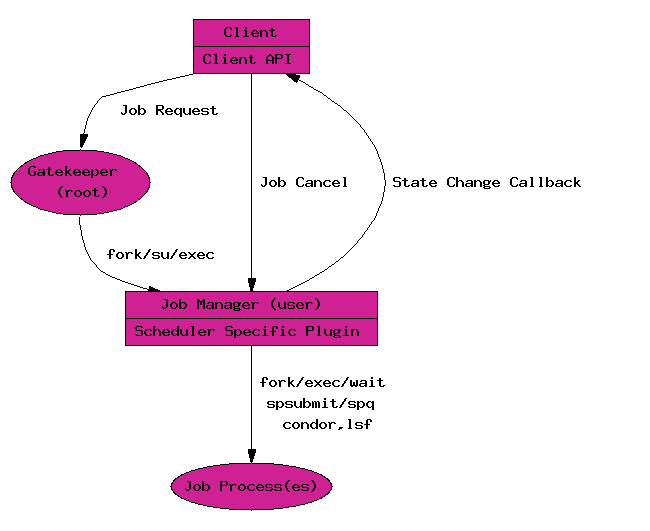 Client
Client API
Job Request
Gatekeeper
(root)
Job Cancel
State Change Callback
fork/su/exec
Job Manager (user)
Scheduler Specific Plugin
fork/exec/wait
spsubmit/spq
condor,lsf
Job Process(es)